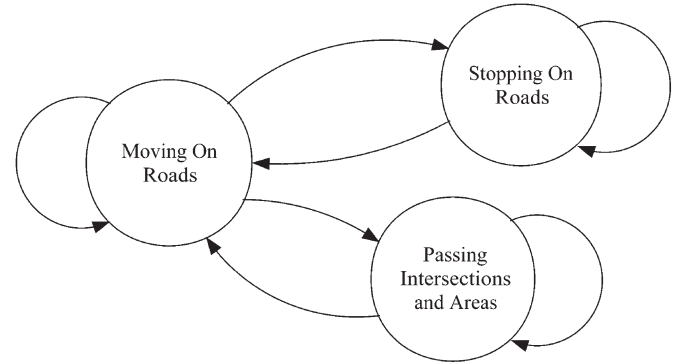 Stopping On
Roads
Moving On
Roads
Passing
Intersections
and Areas